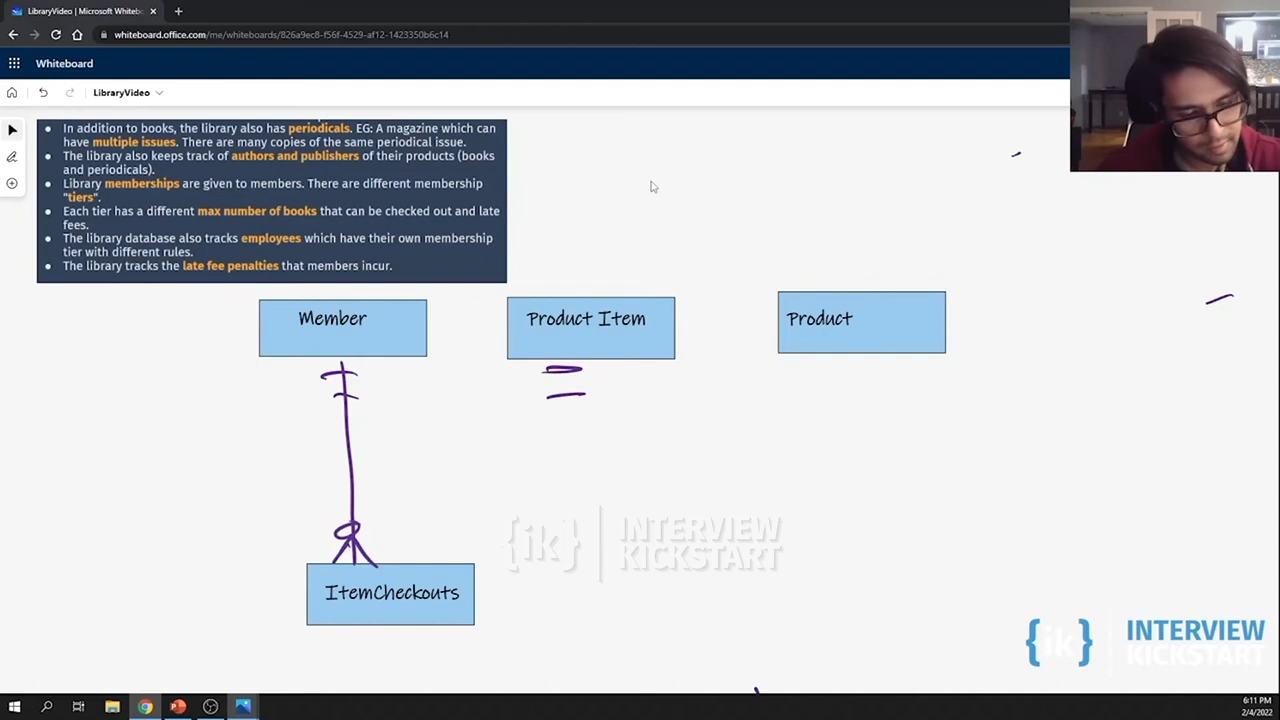 LibraryVideo | Microsoft Whiteb
whiteboard.office.com/me/whiteboards/826a9ec8-f56f-4529-af12-1423350b6c14
Whiteboard
LibraryVideo
In addition to books, the library also has periodicals. EG: A magazine which can
have multiple issues. There are many copies of the same periodical issue.
The library also keeps track of authors and publishers of their products (books
and periodicals).
Library memberships are given to members. There are different membership
"tiers".
Each tier has a different max number of books that can be checked out and late
fees.
The library database also tracks employees which have their own membership
tier with different rules.
The library tracks the late fee penalties that members incur.
Member
Product Item
Product
ItemCheckouts
{ik} INTERVIEW
KICKSTART
{ik} INTERVIEW
KICKSTART
6:11 PM
2/4/2022